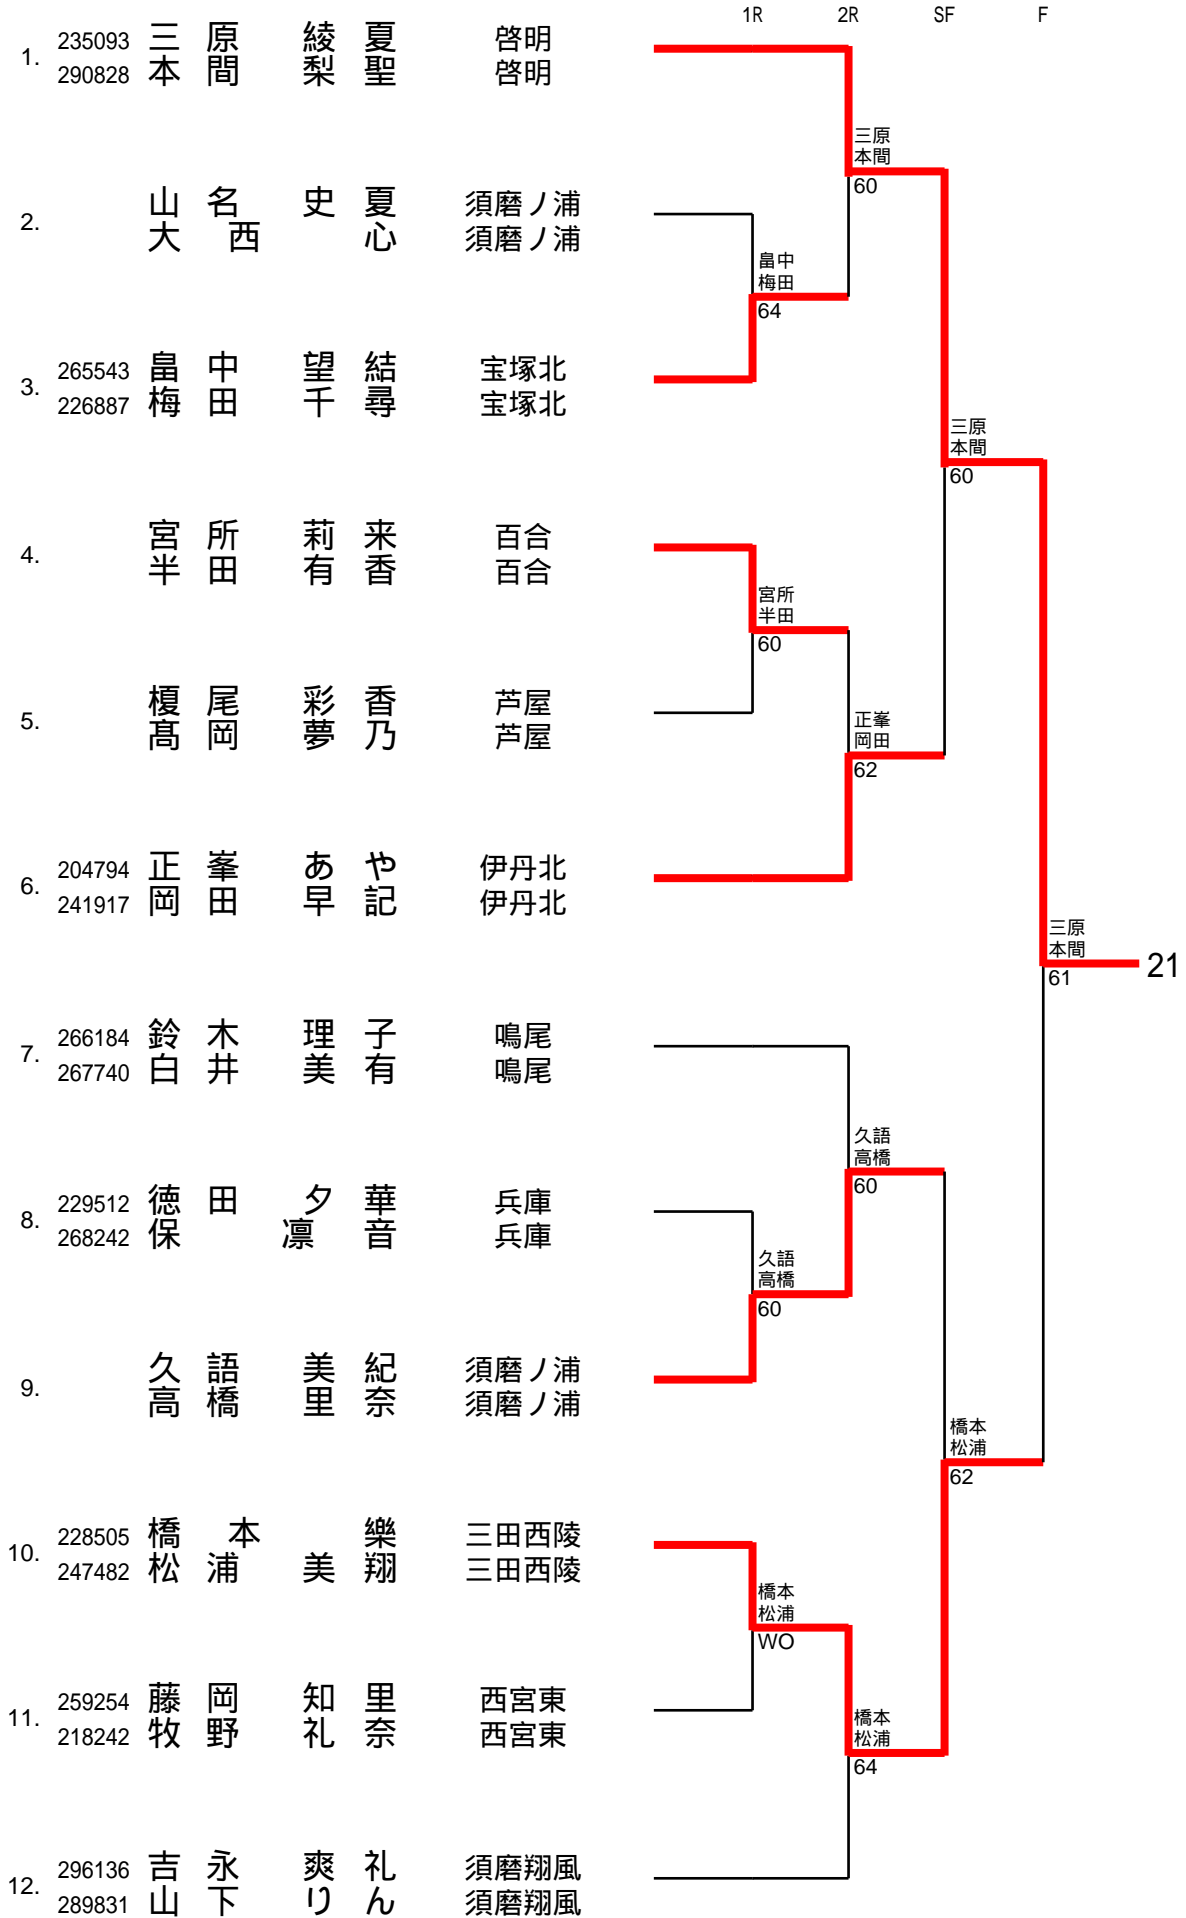 1R 2R SF F
1. 235093 三原 綾夏 啓明
290828 本間 梨聖 啓明
三原
本間
60
2. 山名 史夏 須磨ノ浦
大西 心 須磨ノ浦
畠中
梅田
64
3. 265543 畠中 望結 宝塚北
226887 梅田 千尋 宝塚北
三原
本間
60
4. 宮所 莉来 百合
半田 有香 百合
宮所
半田
60
5. 榎尾 彩香 芦屋
髙岡 夢乃 芦屋
正峯
岡田
62
6. 204794 正峯 あや 伊丹北
241917 岡田 早記 伊丹北
三原
本間
61
21
7. 266184 鈴木 理子 鳴尾
267740 白井 美有 鳴尾
久語
高橋
60
8. 229512 徳田 夕華 兵庫
268242 保 凛音 兵庫
久語
高橋
60
9. 久語 美紀 須磨ノ浦
高橋 里奈 須磨ノ浦
橋本
松浦
62
10. 228505 橋本 樂 三田西陵
247482 松浦 美翔 三田西陵
橋本
松浦
WO
11. 259254 藤岡 知里 西宮東
218242 牧野 礼奈 西宮東
橋本
松浦
64
12. 296136 吉永 爽礼 須磨翔風
289831 山下 りん 須磨翔風